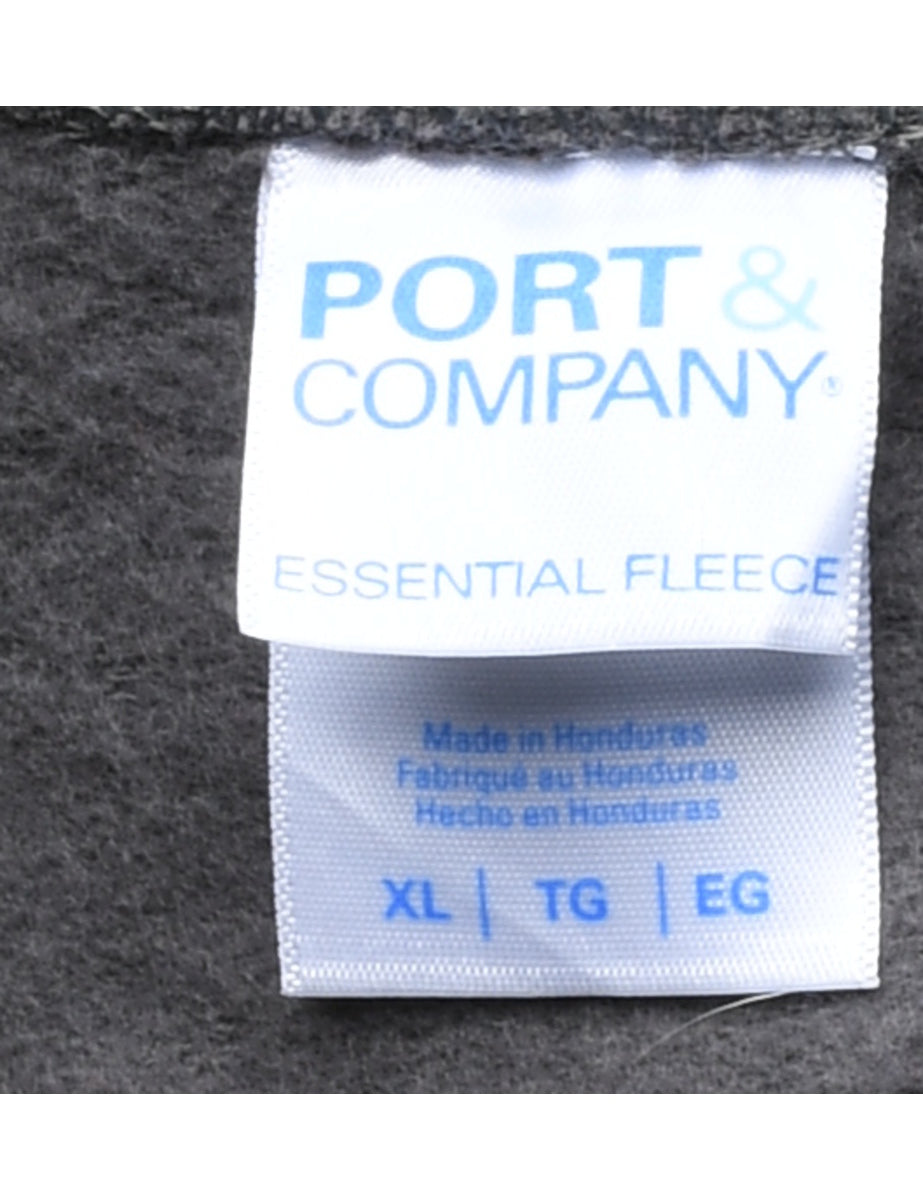 PORT &
COMPANY®
ESSENTIAL FLEECE
Made in Honduras
Fabriqué au Honduras
Hecho en Honduras
XL | TG | EG